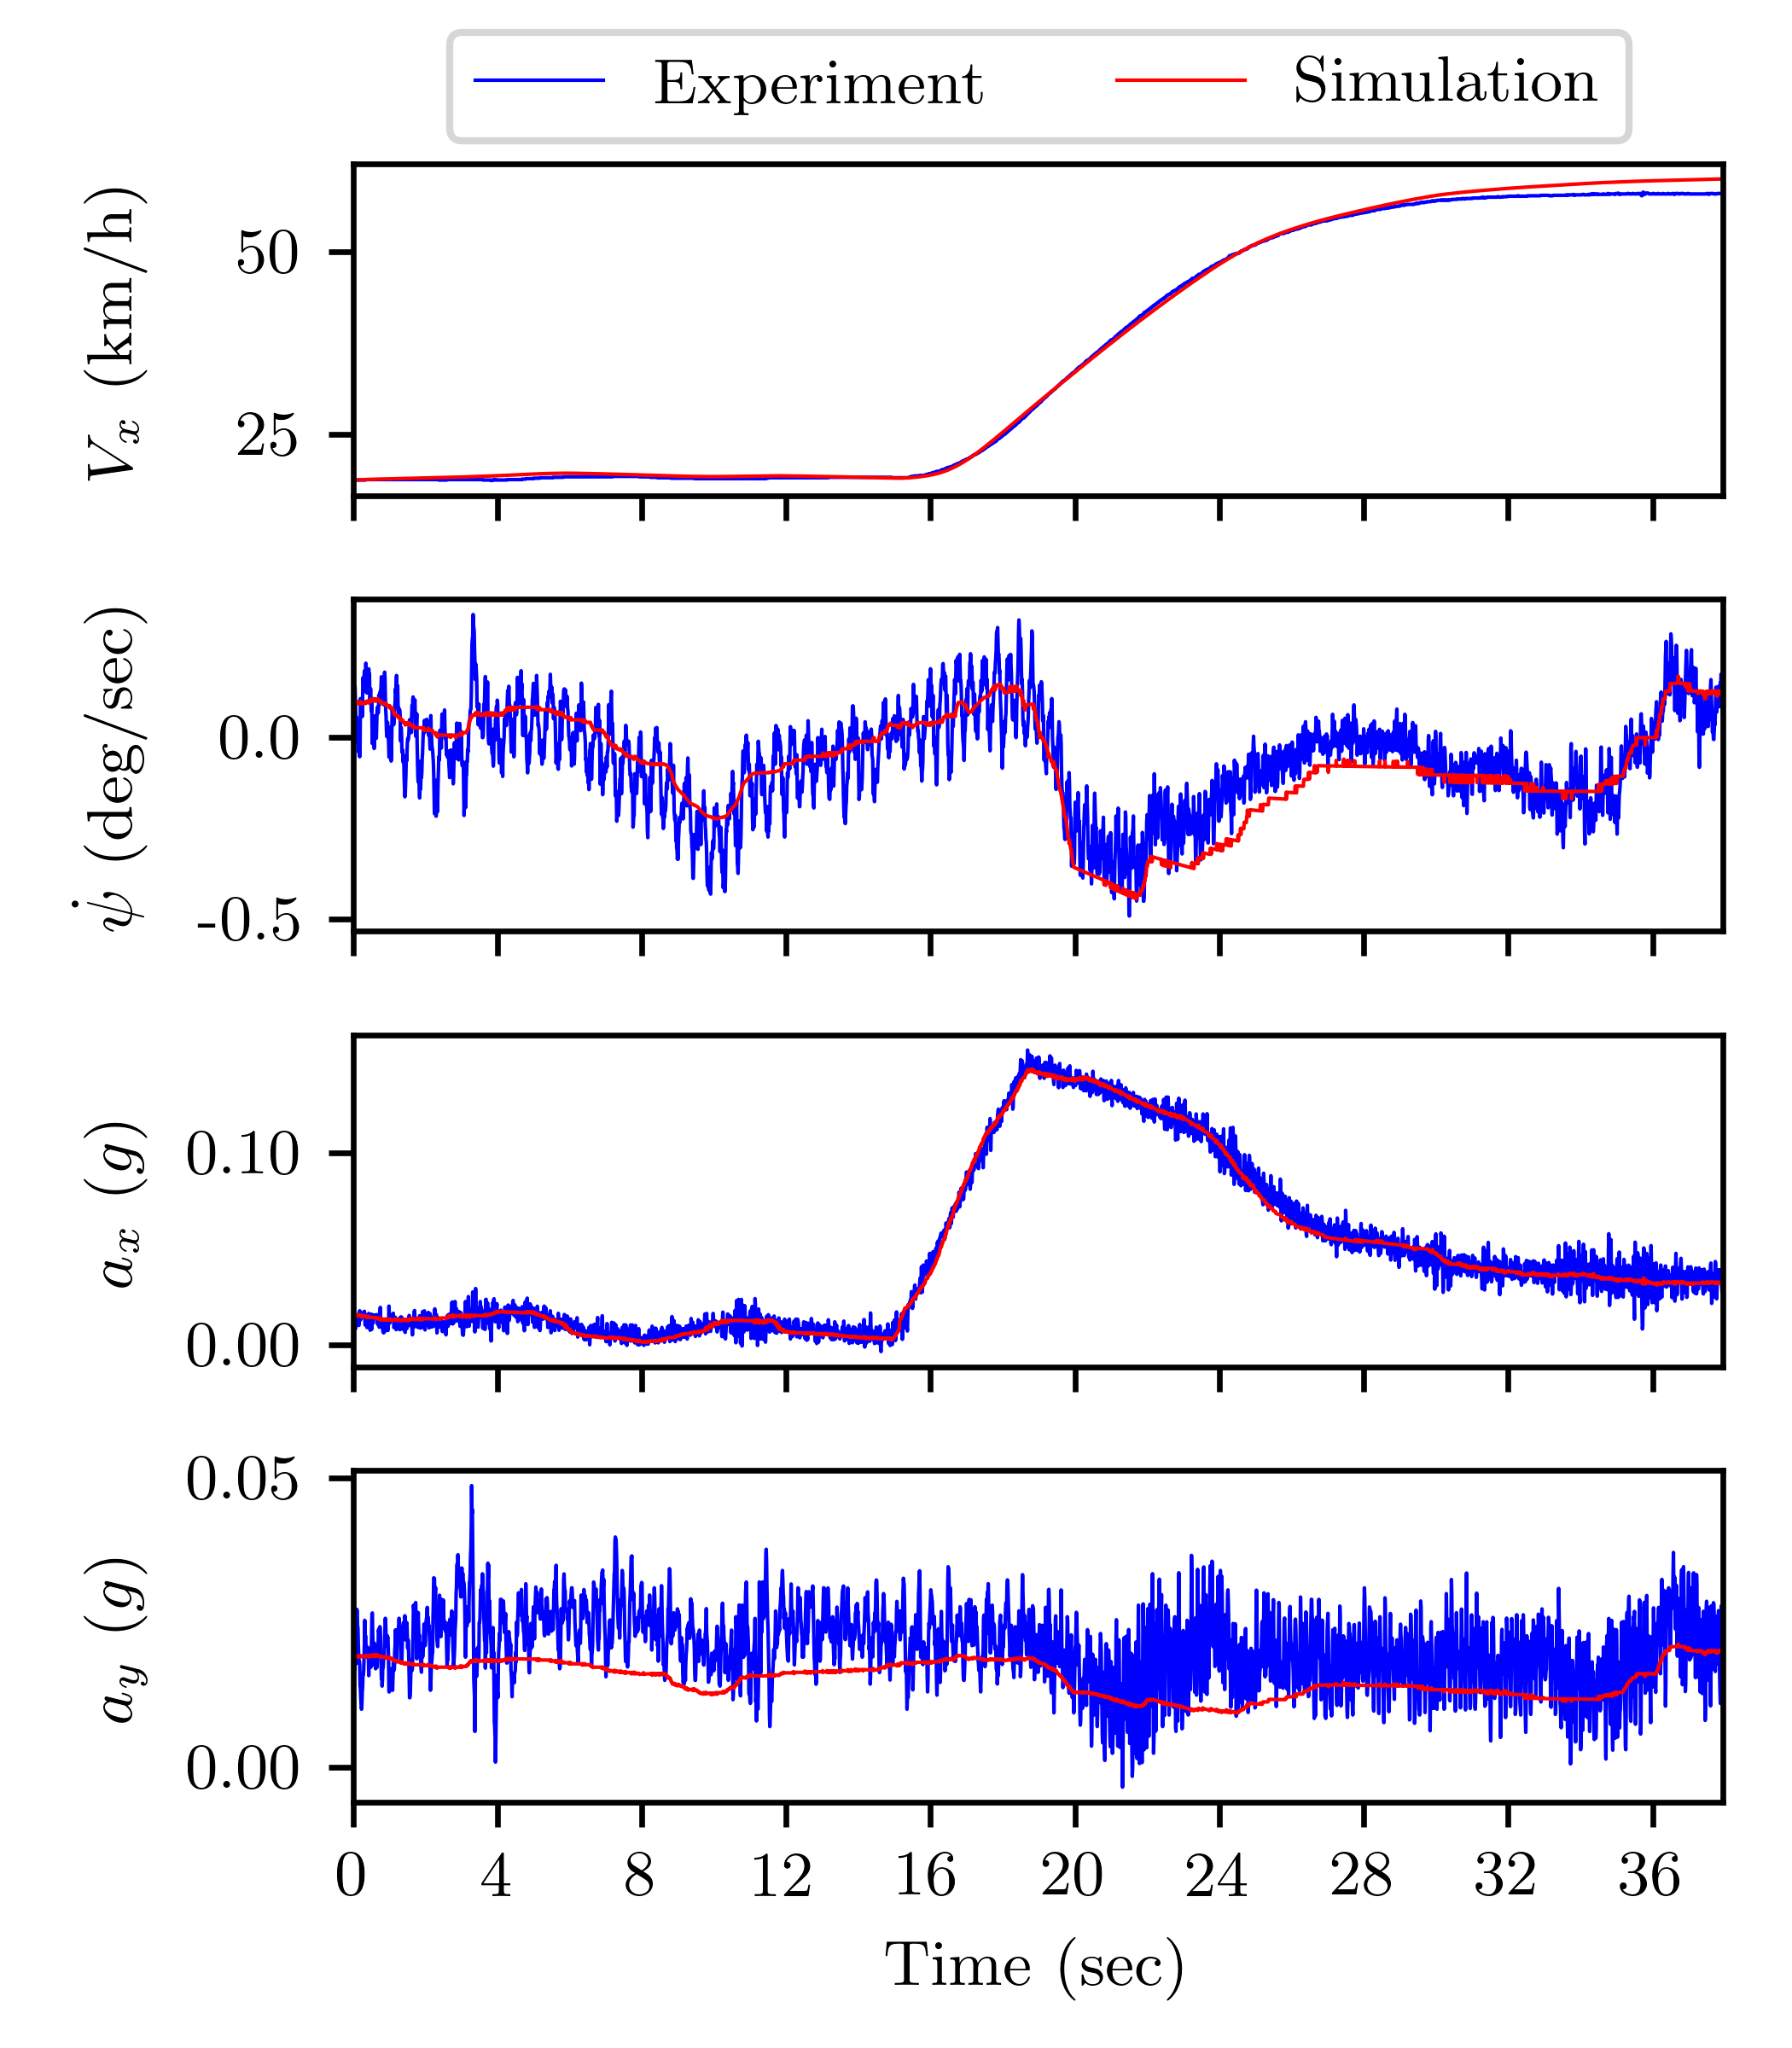 Experiment Simulation
V_x (km/h)
50
25
ψ̇ (deg/sec)
0.0
-0.5
a_x (g)
0.10
0.00
a_y (g)
0.05
0.00
0 4 8 12 16 20 24 28 32 36
Time (sec)